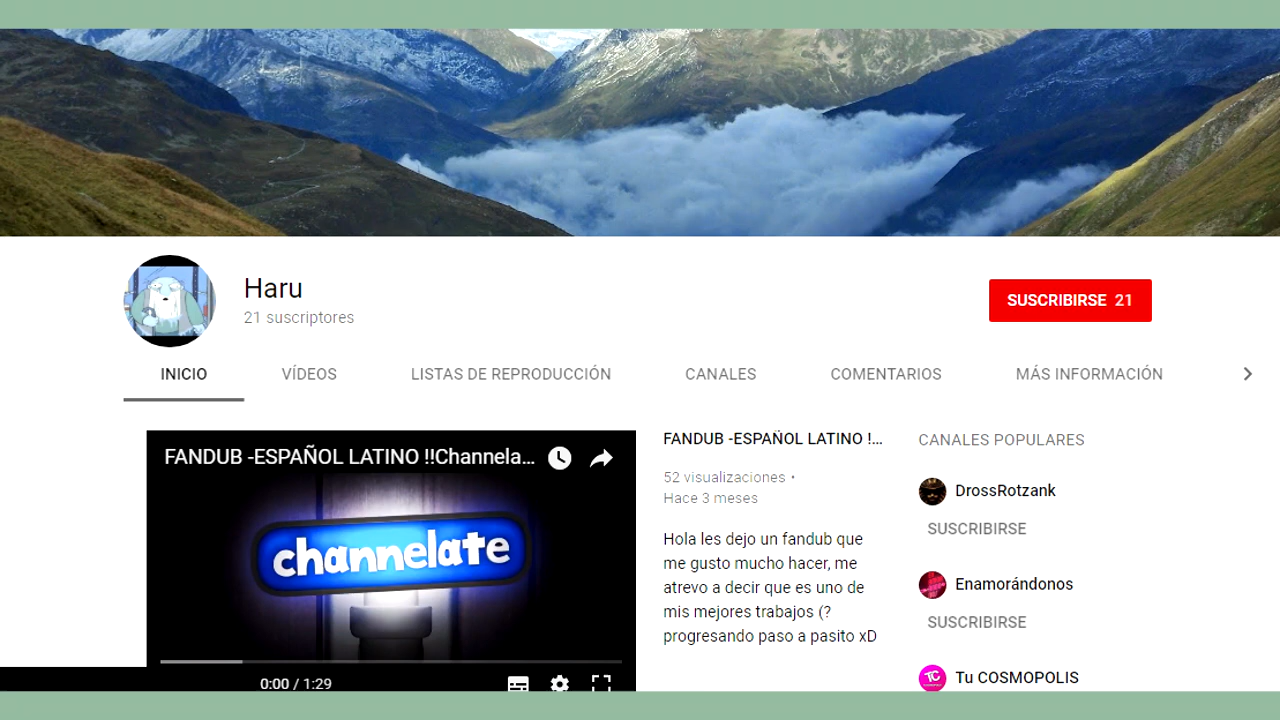 Haru
21 suscriptores
SUSCRIBIRSE 21
INICIO
VÍDEOS
LISTAS DE REPRODUCCIÓN
CANALES
COMENTARIOS
MÁS INFORMACIÓN
FANDUB -ESPAÑOL LATINO !!Channela...
channelate
0:00 / 1:29
FANDUB -ESPAÑOL LATINO !...
52 visualizaciones •
Hace 3 meses
Hola les dejo un fandub que
me gusto mucho hacer, me
atrevo a decir que es uno de
mis mejores trabajos (?
progresando paso a pasito xD
CANALES POPULARES
DrossRotzank
SUSCRIBIRSE
Enamorándonos
SUSCRIBIRSE
TC
Tu COSMOPOLIS